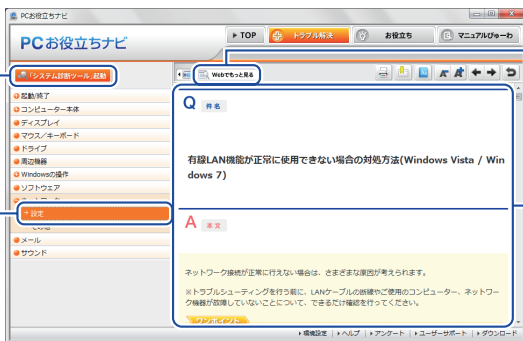 PCお役立ちナビ
PCお役立ちナビ
TOP
トラブル解決
お役立ち
マニュアルびゅーわ
「システム診断ツール」起動
Webでもっと見る
起動/終了
コンピューター本体
ディスプレイ
マウス/キーボード
ドライブ
周辺機器
Windowsの操作
ソフトウェア
設定
メール
サウンド
Q 件名
有線LAN機能が正常に使用できない場合の対処方法(Windows Vista / Win
dows 7)
A 本文
ネットワーク接続が正常に行えない場合は、さまざまな原因が考えられます。
※トラブルシューティングを行う前に、LANケーブルの断線やご使用のコンピューター、ネットワー
ク機器が故障していないことについて、できるだけ確認を行ってください。
ワンポイント
環境設定 ヘルプ アンケート ユーザーサポート ダウンロード